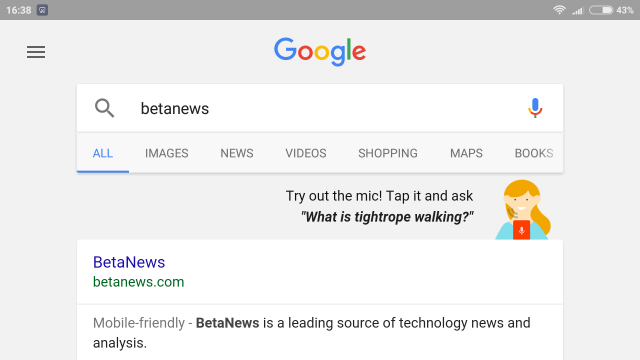 16:38 43%
Google
betanews
ALL IMAGES NEWS VIDEOS SHOPPING MAPS BOOKS
Try out the mic! Tap it and ask
"What is tightrope walking?"
BetaNews
betanews.com
Mobile-friendly - BetaNews is a leading source of technology news and
analysis.